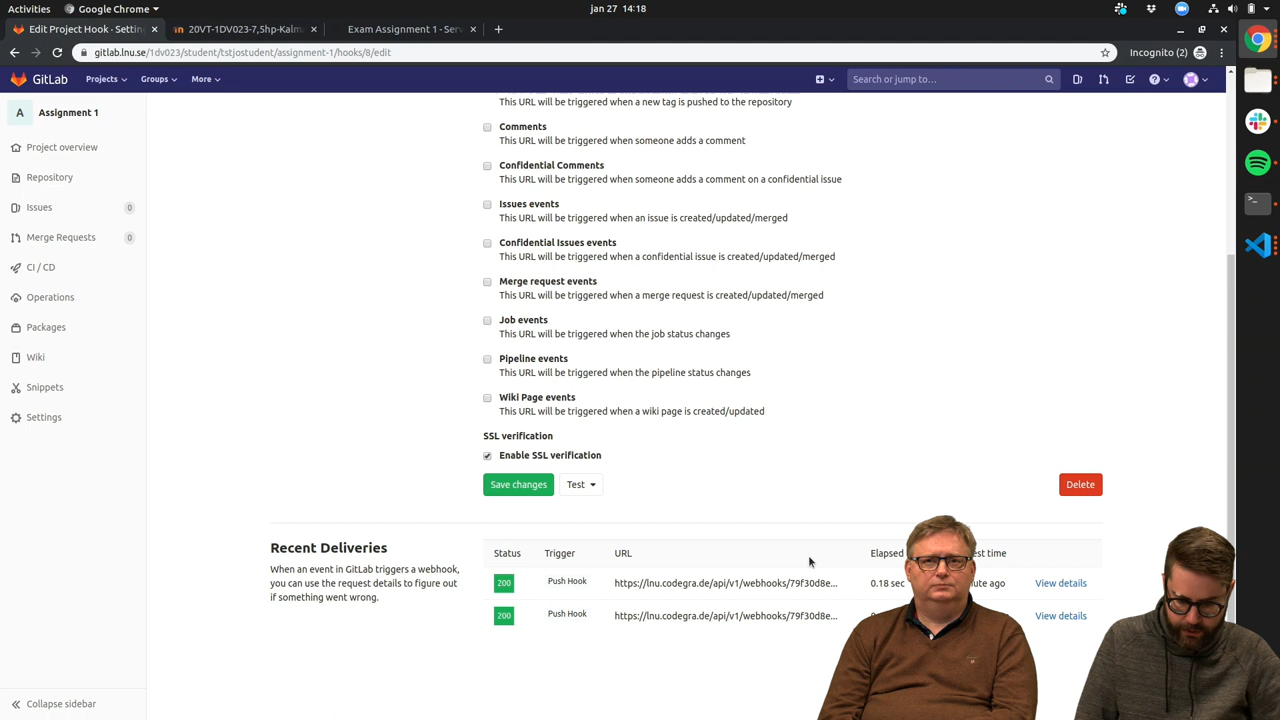 Activities
Google Chrome
jan 27 14:18
Edit Project Hook - Settin
20VT-1DV023-7,5hp-Kalm
Exam Assignment 1 - Ser
gitlab.lnu.se/1dv023/student/tstjostudent/assignment-1/hooks/8/edit
Incognito (2)
GitLab
Projects
Groups
More
Search or jump to...
A
Assignment 1
Project overview
Repository
Issues 0
Merge Requests 0
CI / CD
Operations
Packages
Wiki
Snippets
Settings
Collapse sidebar
This URL will be triggered when a new tag is pushed to the repository
Comments
This URL will be triggered when someone adds a comment
Confidential Comments
This URL will be triggered when someone adds a comment on a confidential issue
Issues events
This URL will be triggered when an issue is created/updated/merged
Confidential Issues events
This URL will be triggered when a confidential issue is created/updated/merged
Merge request events
This URL will be triggered when a merge request is created/updated/merged
Job events
This URL will be triggered when the job status changes
Pipeline events
This URL will be triggered when the pipeline status changes
Wiki Page events
This URL will be triggered when a wiki page is created/updated
SSL verification
Enable SSL verification
Save changes
Test
Delete
Recent Deliveries
When an event in GitLab triggers a webhook,
you can use the request details to figure out
if something went wrong.
Status Trigger URL Elapsed time
200 Push Hook https://lnu.codegra.de/api/v1/webhooks/79f30d8e... 0.18 sec ago View details
200 Push Hook https://lnu.codegra.de/api/v1/webhooks/79f30d8e... View details